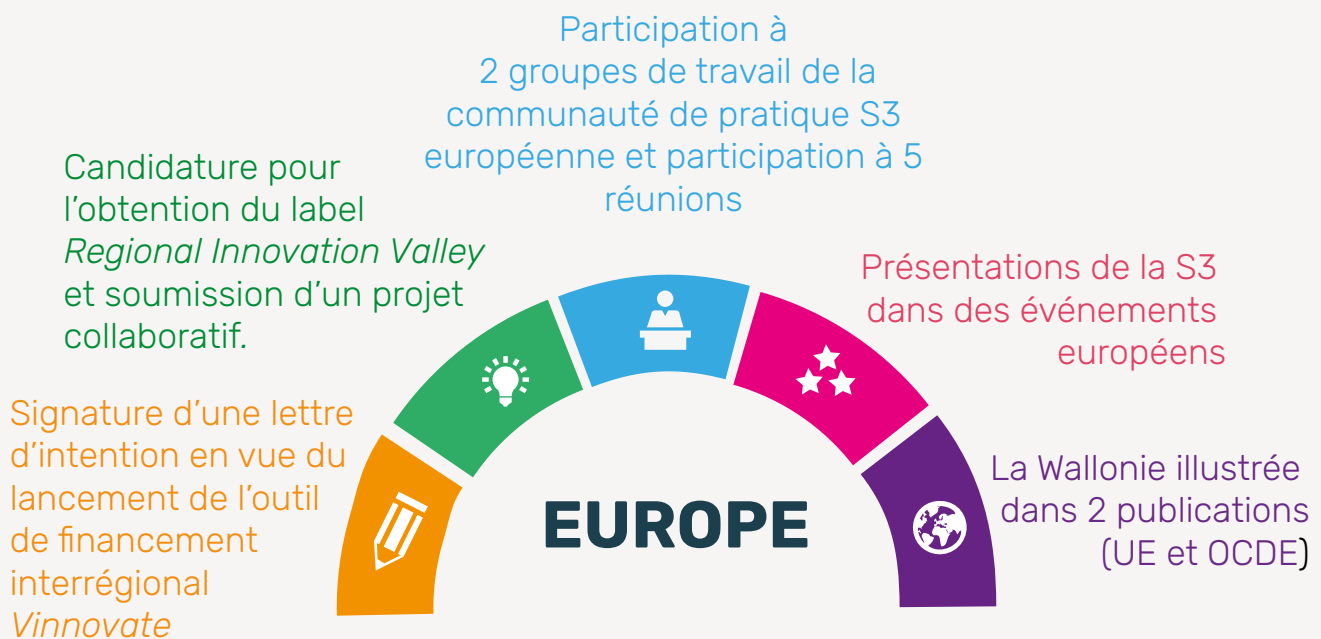 Participation à
2 groupes de travail de la
communauté de pratique S3
européenne et participation à 5
réunions
Candidature pour
l’obtention du label
Regional Innovation Valley
et soumission d’un projet
collaboratif.
Présentations de la S3
dans des événements
européens
Signature d’une lettre
d’intention en vue du
lancement de l’outil
de financement
interrégional
Vinnovate
La Wallonie illustrée
dans 2 publications
(UE et OCDE)
EUROPE